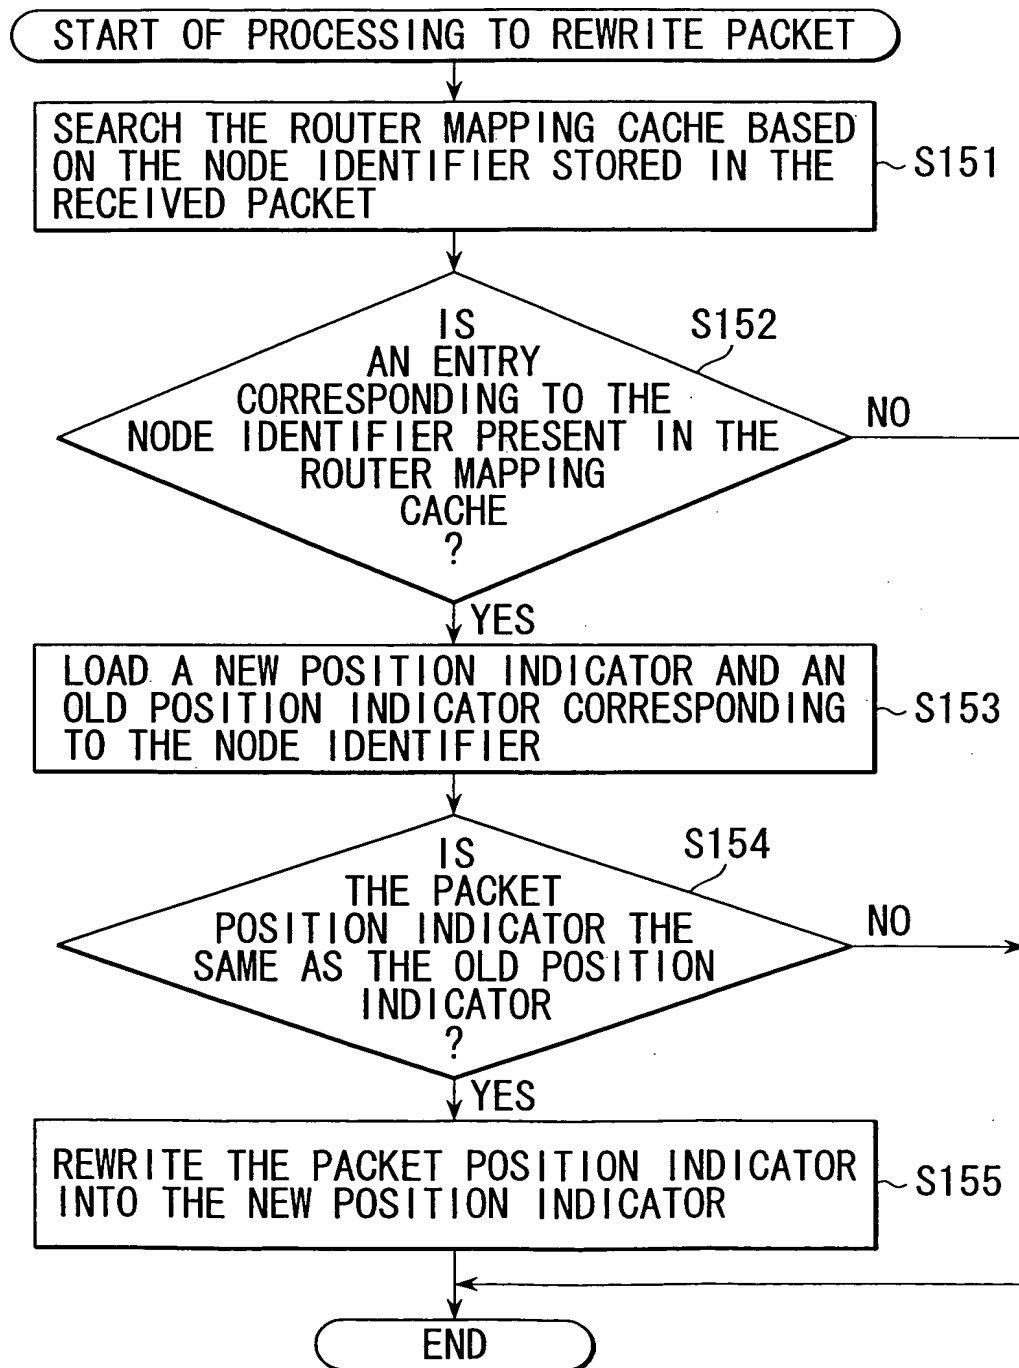 START OF PROCESSING TO REWRITE PACKET
SEARCH THE ROUTER MAPPING CACHE BASED
ON THE NODE IDENTIFIER STORED IN THE
RECEIVED PACKET
S151
IS
AN ENTRY
CORRESPONDING TO THE
NODE IDENTIFIER PRESENT IN THE
ROUTER MAPPING
CACHE
?
S152
NO
YES
LOAD A NEW POSITION INDICATOR AND AN
OLD POSITION INDICATOR CORRESPONDING
TO THE NODE IDENTIFIER
S153
IS
THE PACKET
POSITION INDICATOR THE
SAME AS THE OLD POSITION
INDICATOR
?
S154
NO
YES
REWRITE THE PACKET POSITION INDICATOR
INTO THE NEW POSITION INDICATOR
S155
END